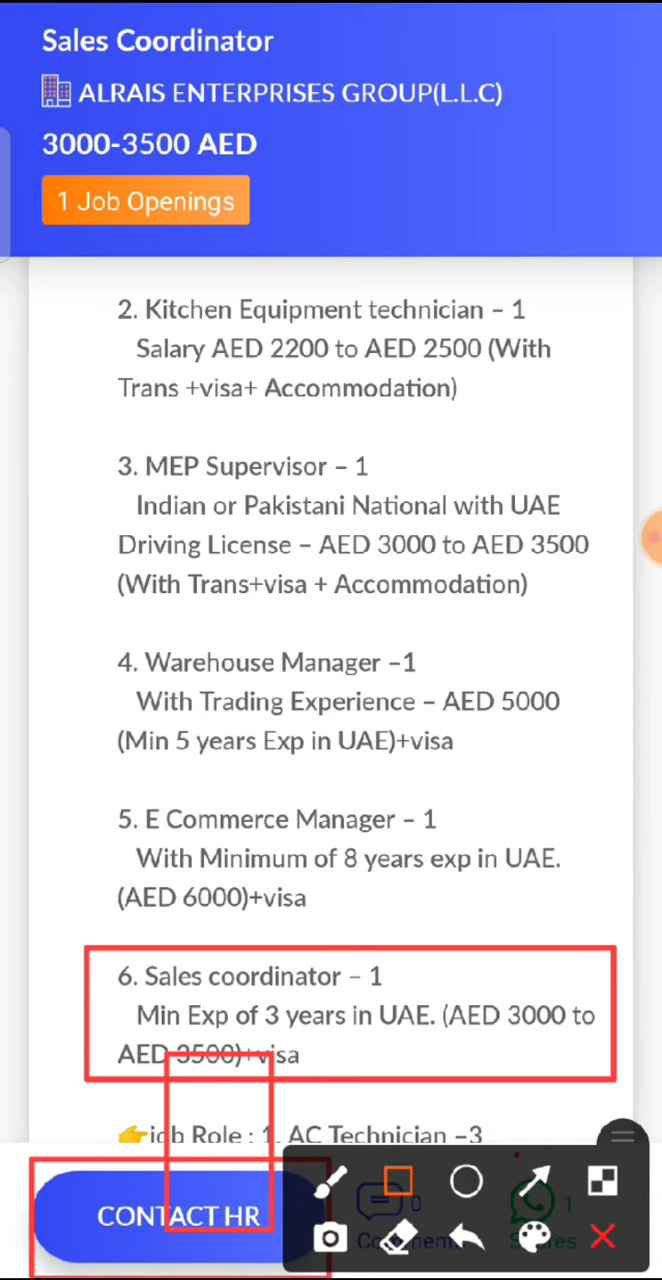 Sales Coordinator
ALRAIS ENTERPRISES GROUP(L.L.C)
3000-3500 AED
1 Job Openings
2. Kitchen Equipment technician – 1
Salary AED 2200 to AED 2500 (With
Trans +visa+ Accommodation)
3. MEP Supervisor – 1
Indian or Pakistani National with UAE
Driving License – AED 3000 to AED 3500
(With Trans+visa + Accommodation)
4. Warehouse Manager –1
With Trading Experience – AED 5000
(Min 5 years Exp in UAE)+visa
5. E Commerce Manager – 1
With Minimum of 8 years exp in UAE.
(AED 6000)+visa
6. Sales coordinator – 1
Min Exp of 3 years in UAE. (AED 3000 to
AED 3500)+visa
👉job Role : 1. AC Technician –3
CONTACT HR
0
1